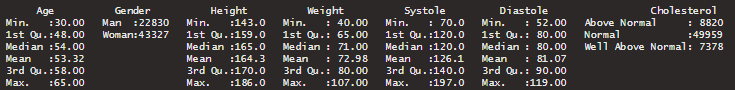 Age Gender Height Weight Systole Diastole Cholesterol
Min. :30.00 Man :22830 Min. :143.0 Min. : 40.00 Min. : 70.0 Min. : 52.00 Above Normal : 8820
1st Qu.:48.00 Woman:43327 1st Qu.:159.0 1st Qu.: 65.00 1st Qu.:120.0 1st Qu.: 80.00 Normal :49959
Median :54.00 Median :165.0 Median : 71.00 Median :120.0 Median : 80.00 Well Above Normal: 7378
Mean :53.32 Mean :164.3 Mean : 72.98 Mean :126.1 Mean : 81.07
3rd Qu.:58.00 3rd Qu.:170.0 3rd Qu.: 80.00 3rd Qu.:140.0 3rd Qu.: 90.00
Max. :65.00 Max. :186.0 Max. :107.00 Max. :197.0 Max. :119.00